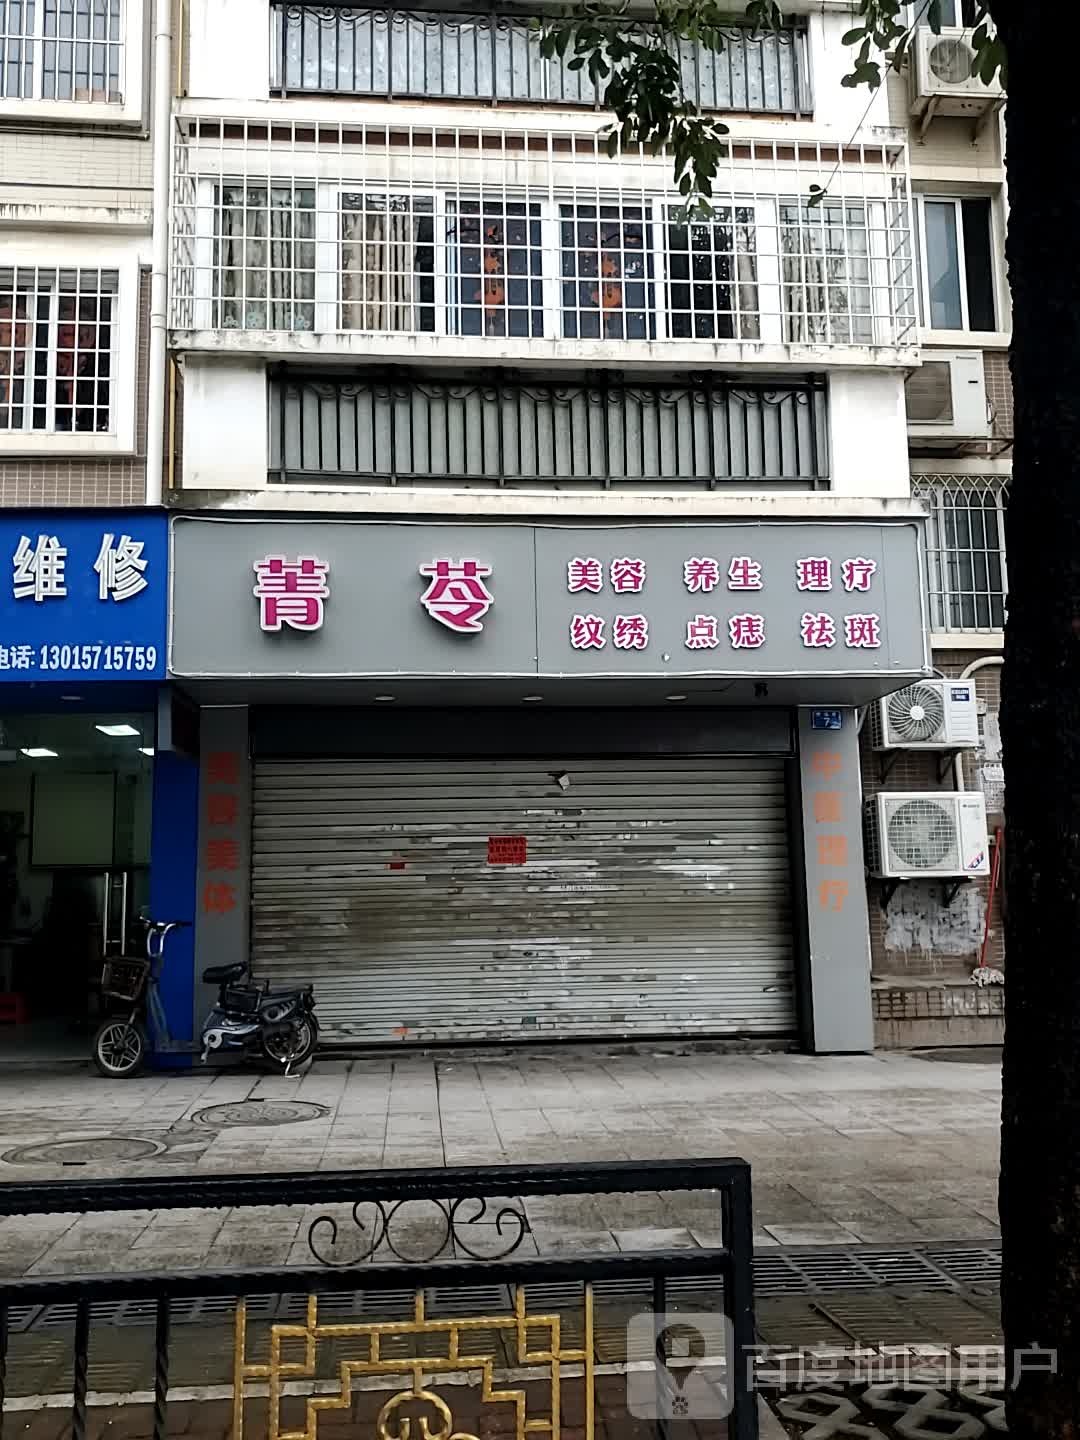 维修
电话:13015715759
菁苓
美容 养生 理疗
纹绣 点痣 祛斑
美容美体
中医理疗
7
百度地图用户